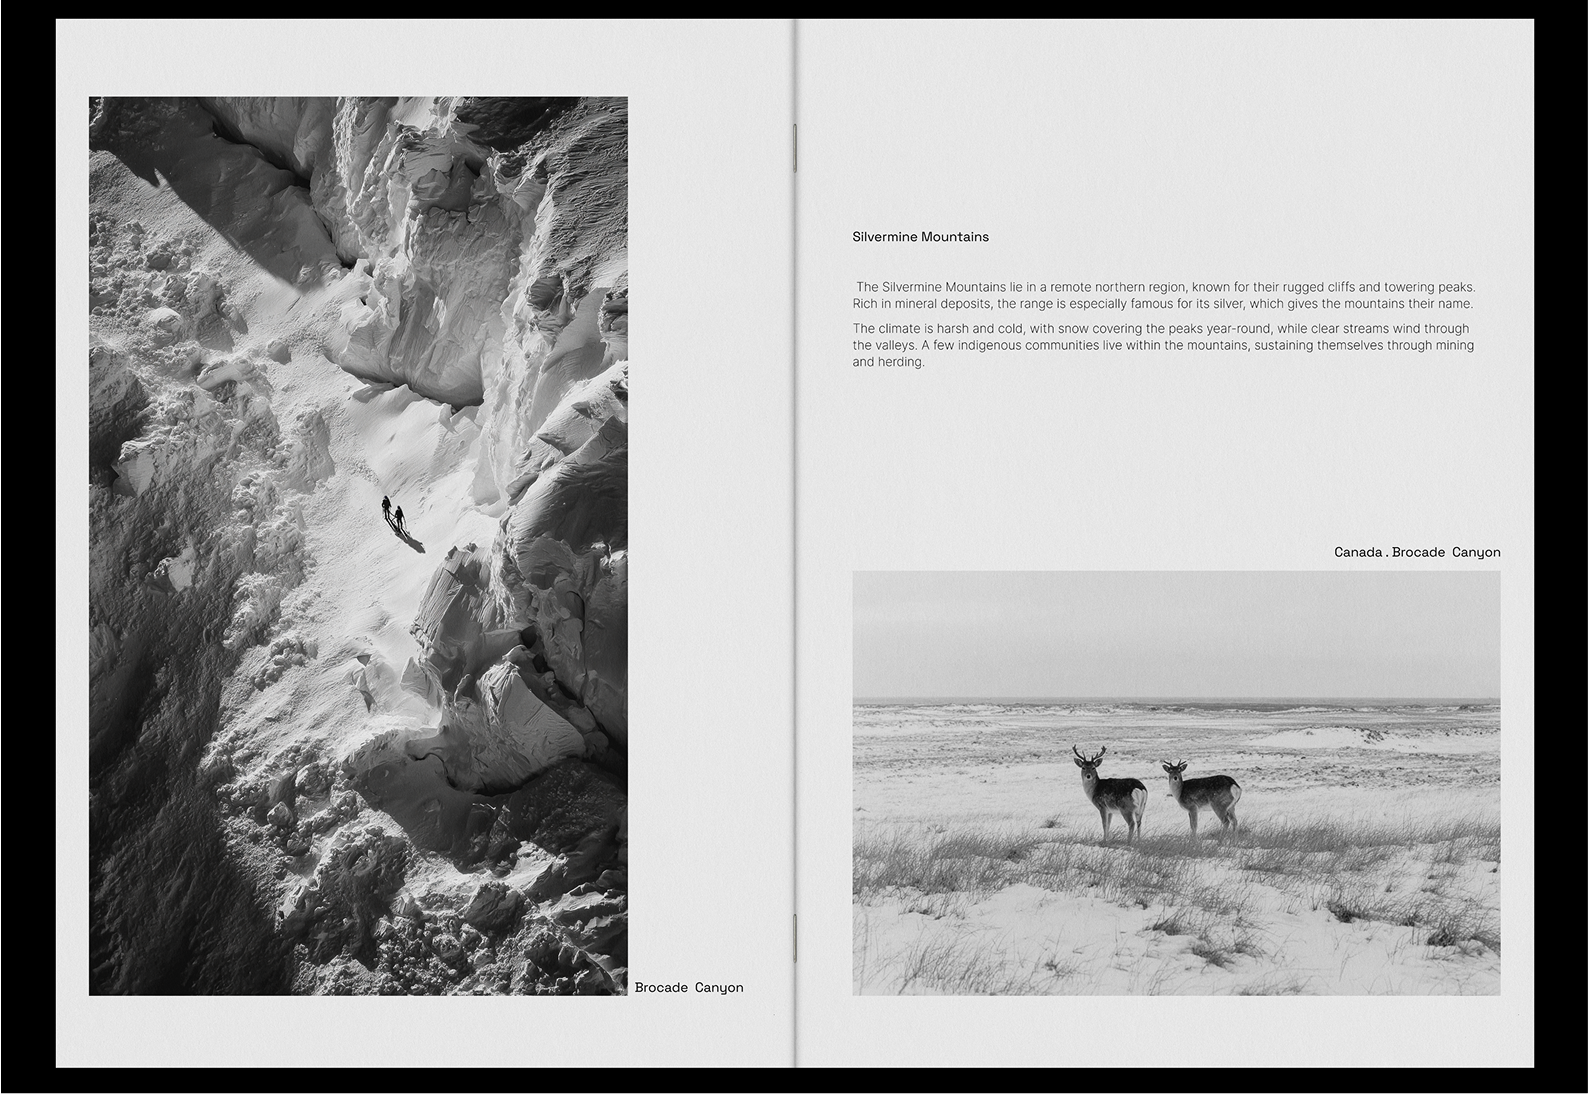 Brocade Canyon
Silvermine Mountains
The Silvermine Mountains lie in a remote northern region, known for their rugged cliffs and towering peaks.
Rich in mineral deposits, the range is especially famous for its silver, which gives the mountains their name.
The climate is harsh and cold, with snow covering the peaks year-round, while clear streams wind through
the valleys. A few indigenous communities live within the mountains, sustaining themselves through mining
and herding.
Canada . Brocade Canyon